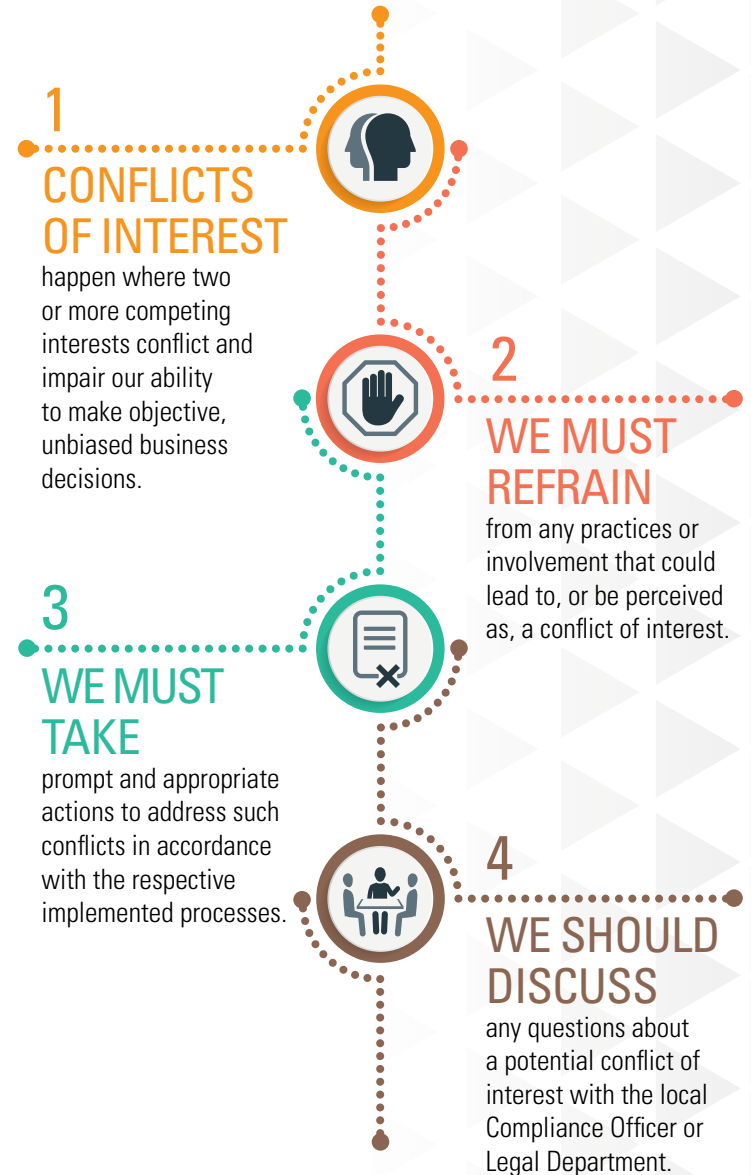 1
CONFLICTS
OF INTEREST
happen where two
or more competing
interests conflict and
impair our ability
to make objective,
unbiased business
decisions.
2
WE MUST
REFRAIN
from any practices or
involvement that could
lead to, or be perceived
as, a conflict of interest.
3
WE MUST
TAKE
prompt and appropriate
actions to address such
conflicts in accordance
with the respective
implemented processes.
4
WE SHOULD
DISCUSS
any questions about
a potential conflict of
interest with the local
Compliance Officer or
Legal Department.